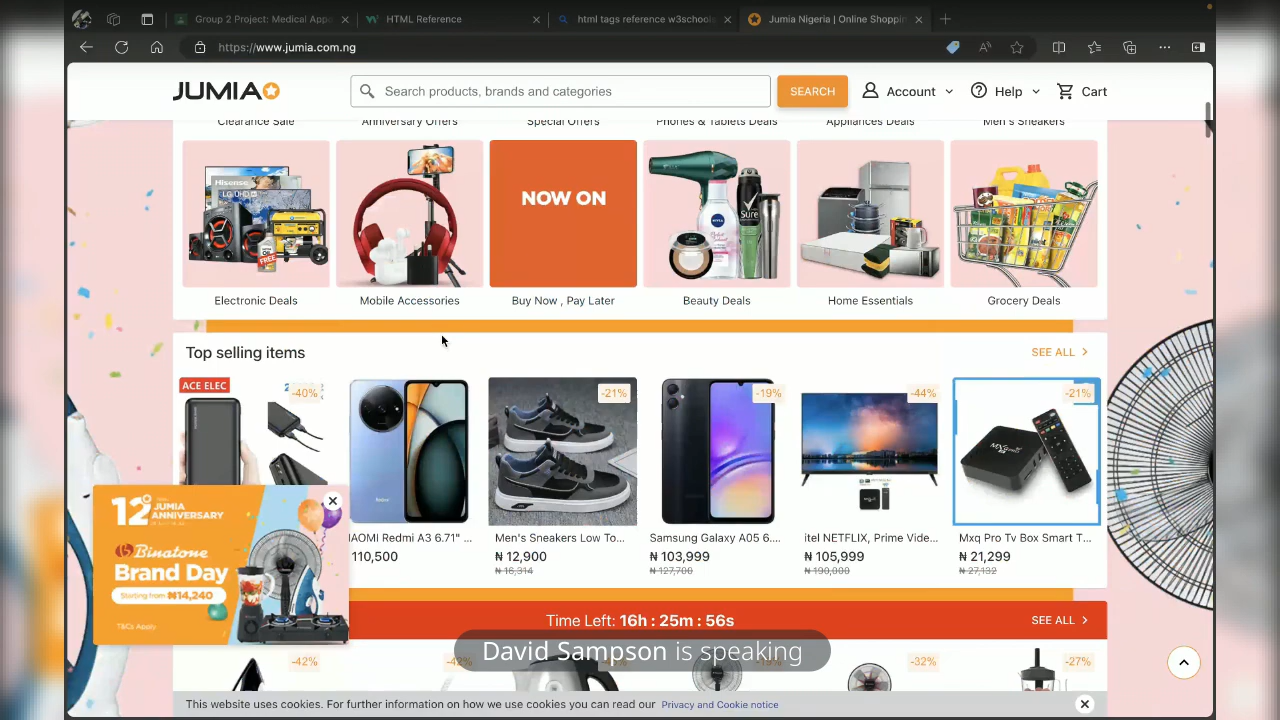 Group 2 Project: Medical Appo
HTML Reference
html tags reference w3schools
Jumia Nigeria | Online Shopping
https://www.jumia.com.ng
JUMIA
Search products, brands and categories
SEARCH
Account
Help
Cart
Clearance Sale
Anniversary Offers
Special Offers
Phones & Tablets Deals
Appliances Deals
Men's Sneakers
Hisense
LG UHD
FREE
NOW ON
NIVEA
Sure
Electronic Deals
Mobile Accessories
Buy Now , Pay Later
Beauty Deals
Home Essentials
Grocery Deals
Top selling items
SEE ALL
ACE ELEC
-40%
-21%
-19%
-44%
-21%
MXQ
IAOMI Redmi A3 6.71" ...
Men's Sneakers Low To...
Samsung Galaxy A05 6....
itel NETFLIX, Prime Vide...
Mxq Pro Tv Box Smart T...
110,500
₦ 12,900
₦ 103,999
₦ 105,999
₦ 21,299
₦ 16,314
₦ 127,700
₦ 190,000
₦ 27,132
12
JUMIA
ANNIVERSARY
Binatone
Brand Day
Starting from ₦14,240
T&Cs Apply
Time Left: 16h : 25m : 56s
SEE ALL
David Sampson is speaking
-42%
-32%
-27%
This website uses cookies. For further information on how we use cookies you can read our Privacy and Cookie notice